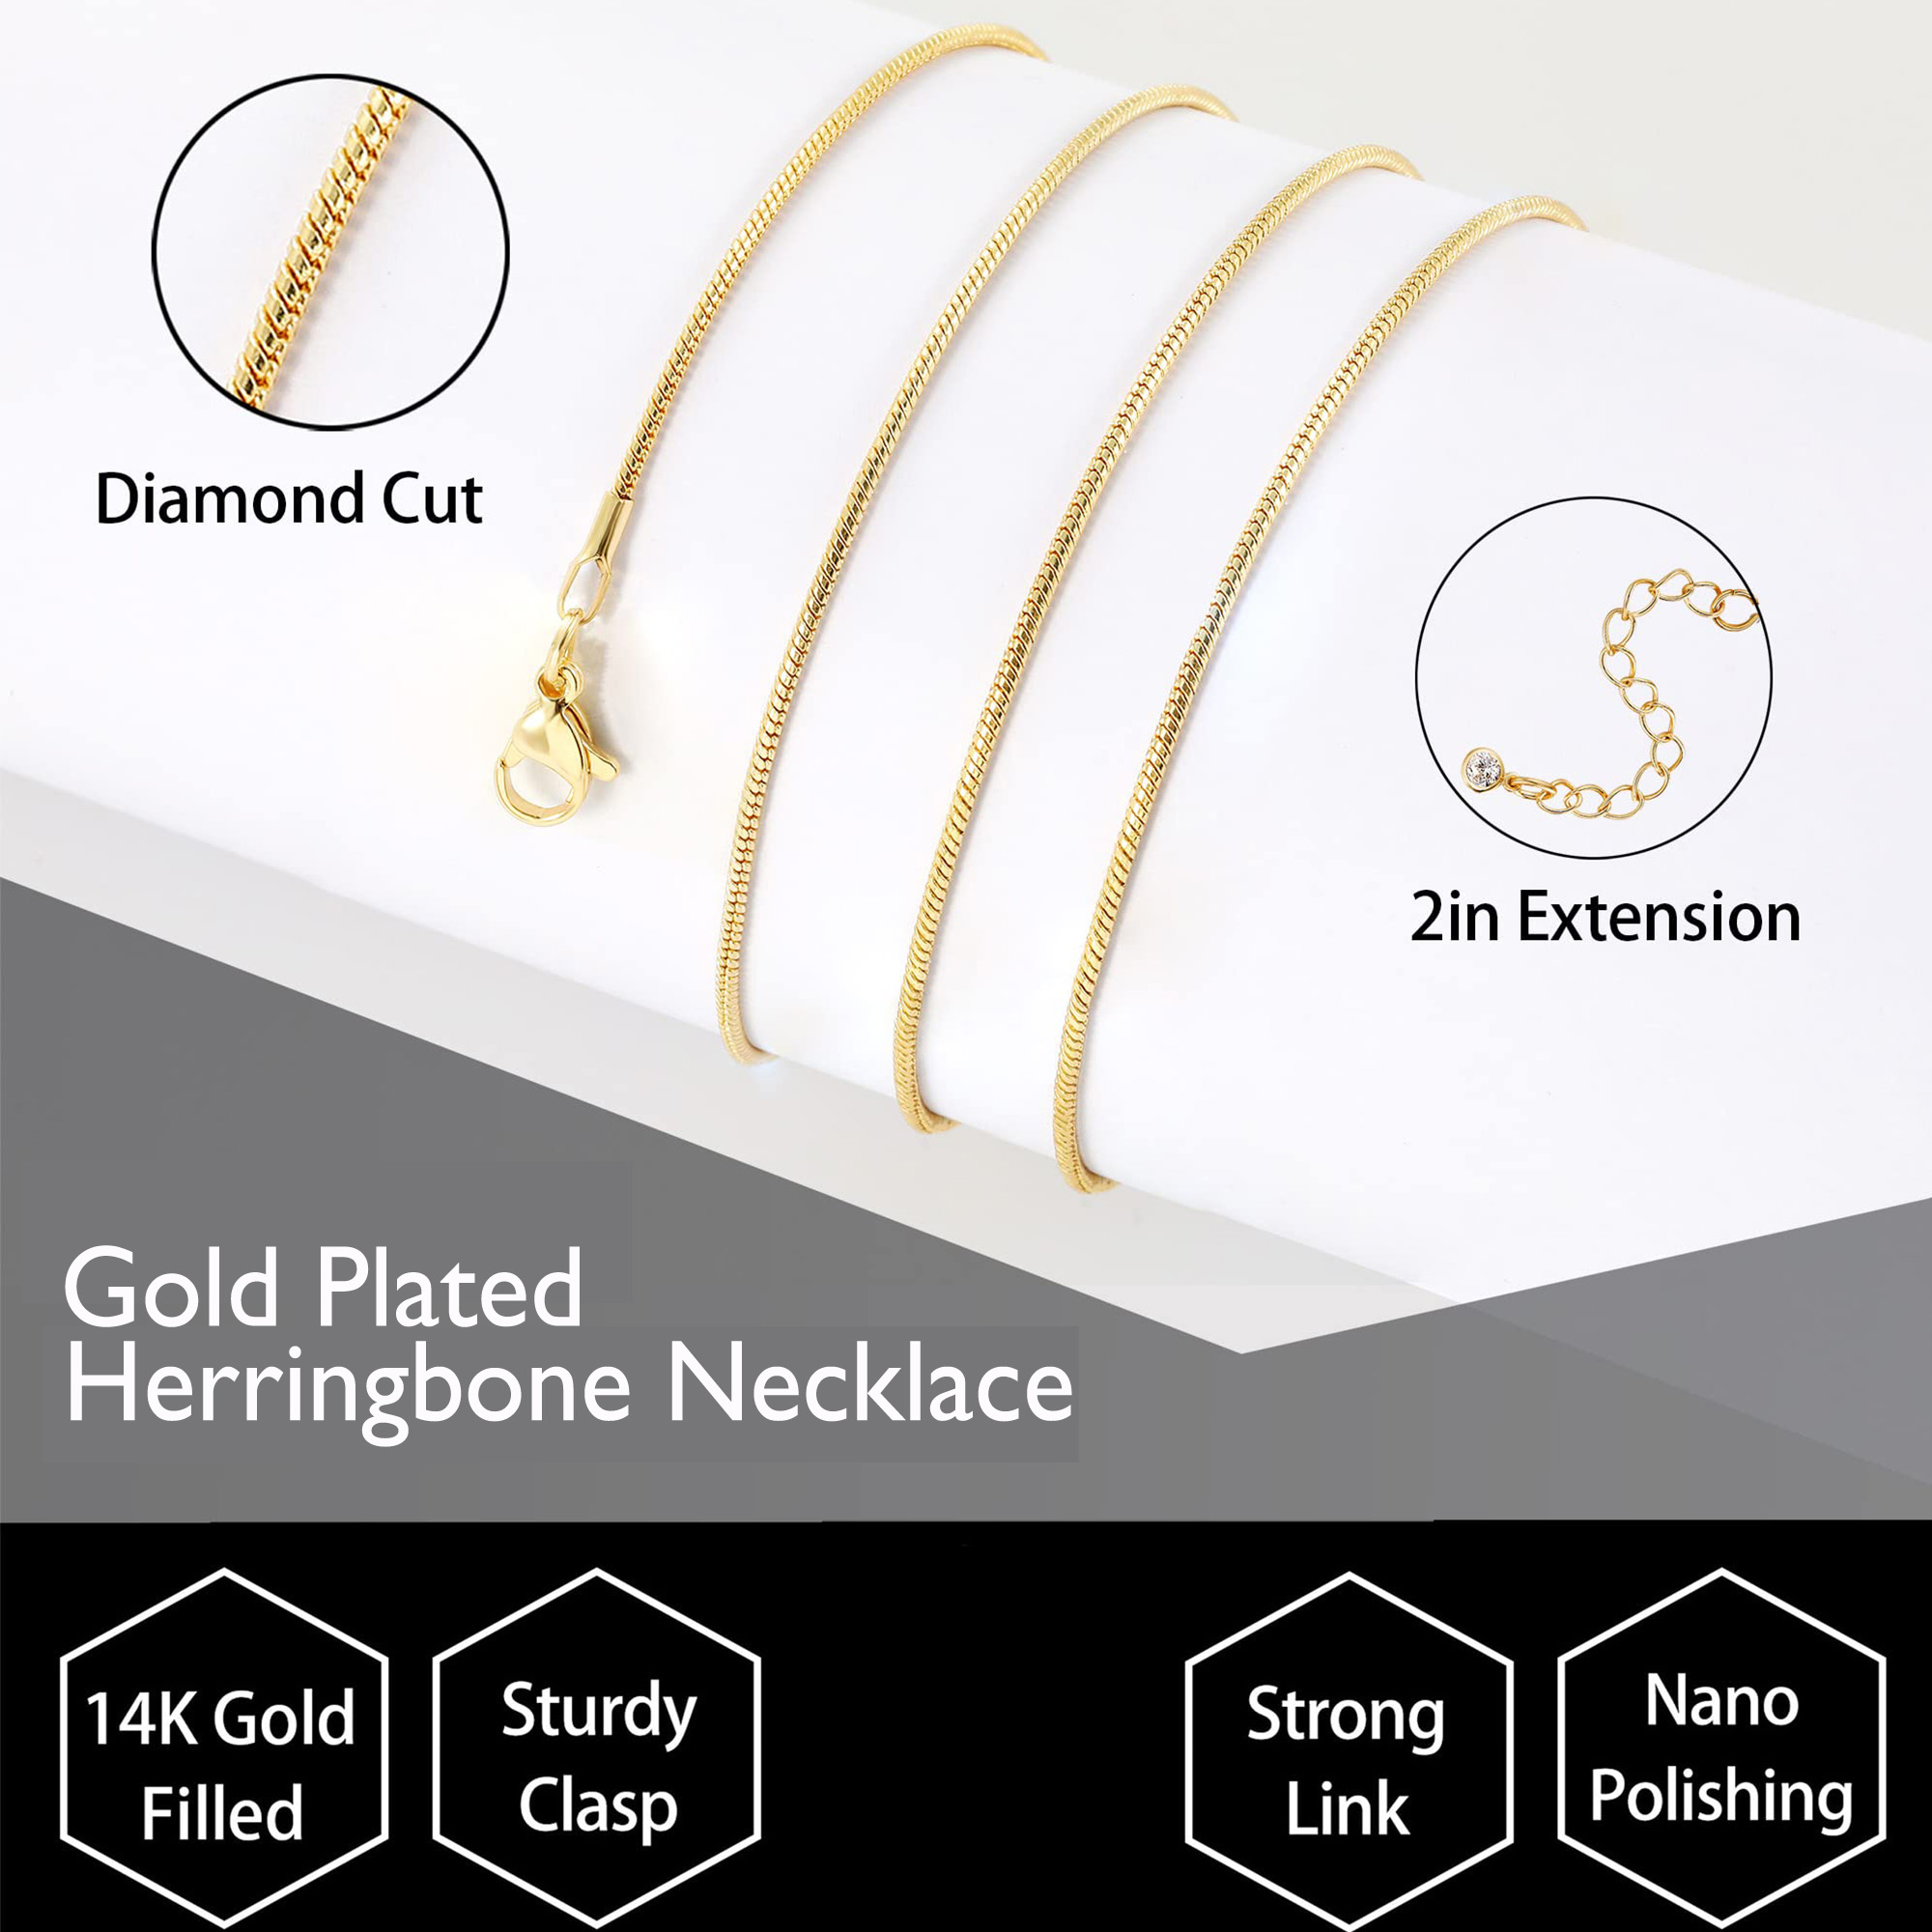 Diamond Cut
2in Extension
Gold Plated
Herringbone Necklace
14K Gold
Filled
Sturdy
Clasp
Strong
Link
Nano
Polishing